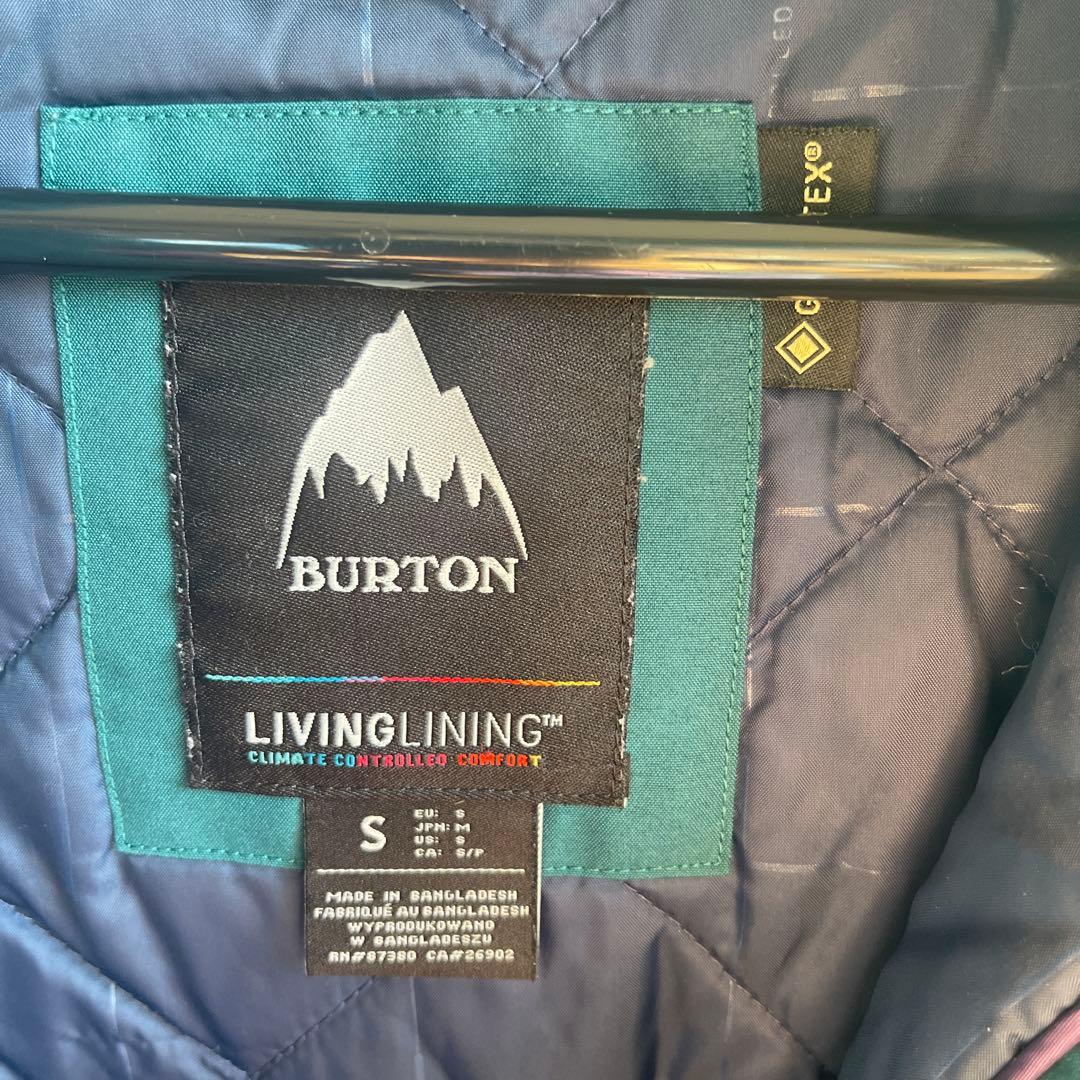 TEX®
G
BURTON
LIVINGLINING™
CLIMATE CONTROLLED COMFORT
S
EU: S
JPN: M
US: S
CA: S/P
MADE IN BANGLADESH
FABRIQUÉ AU BANGLADESH
WYPRODUKOWANO
W BANGLADESZU
RN#87380 CA#26902